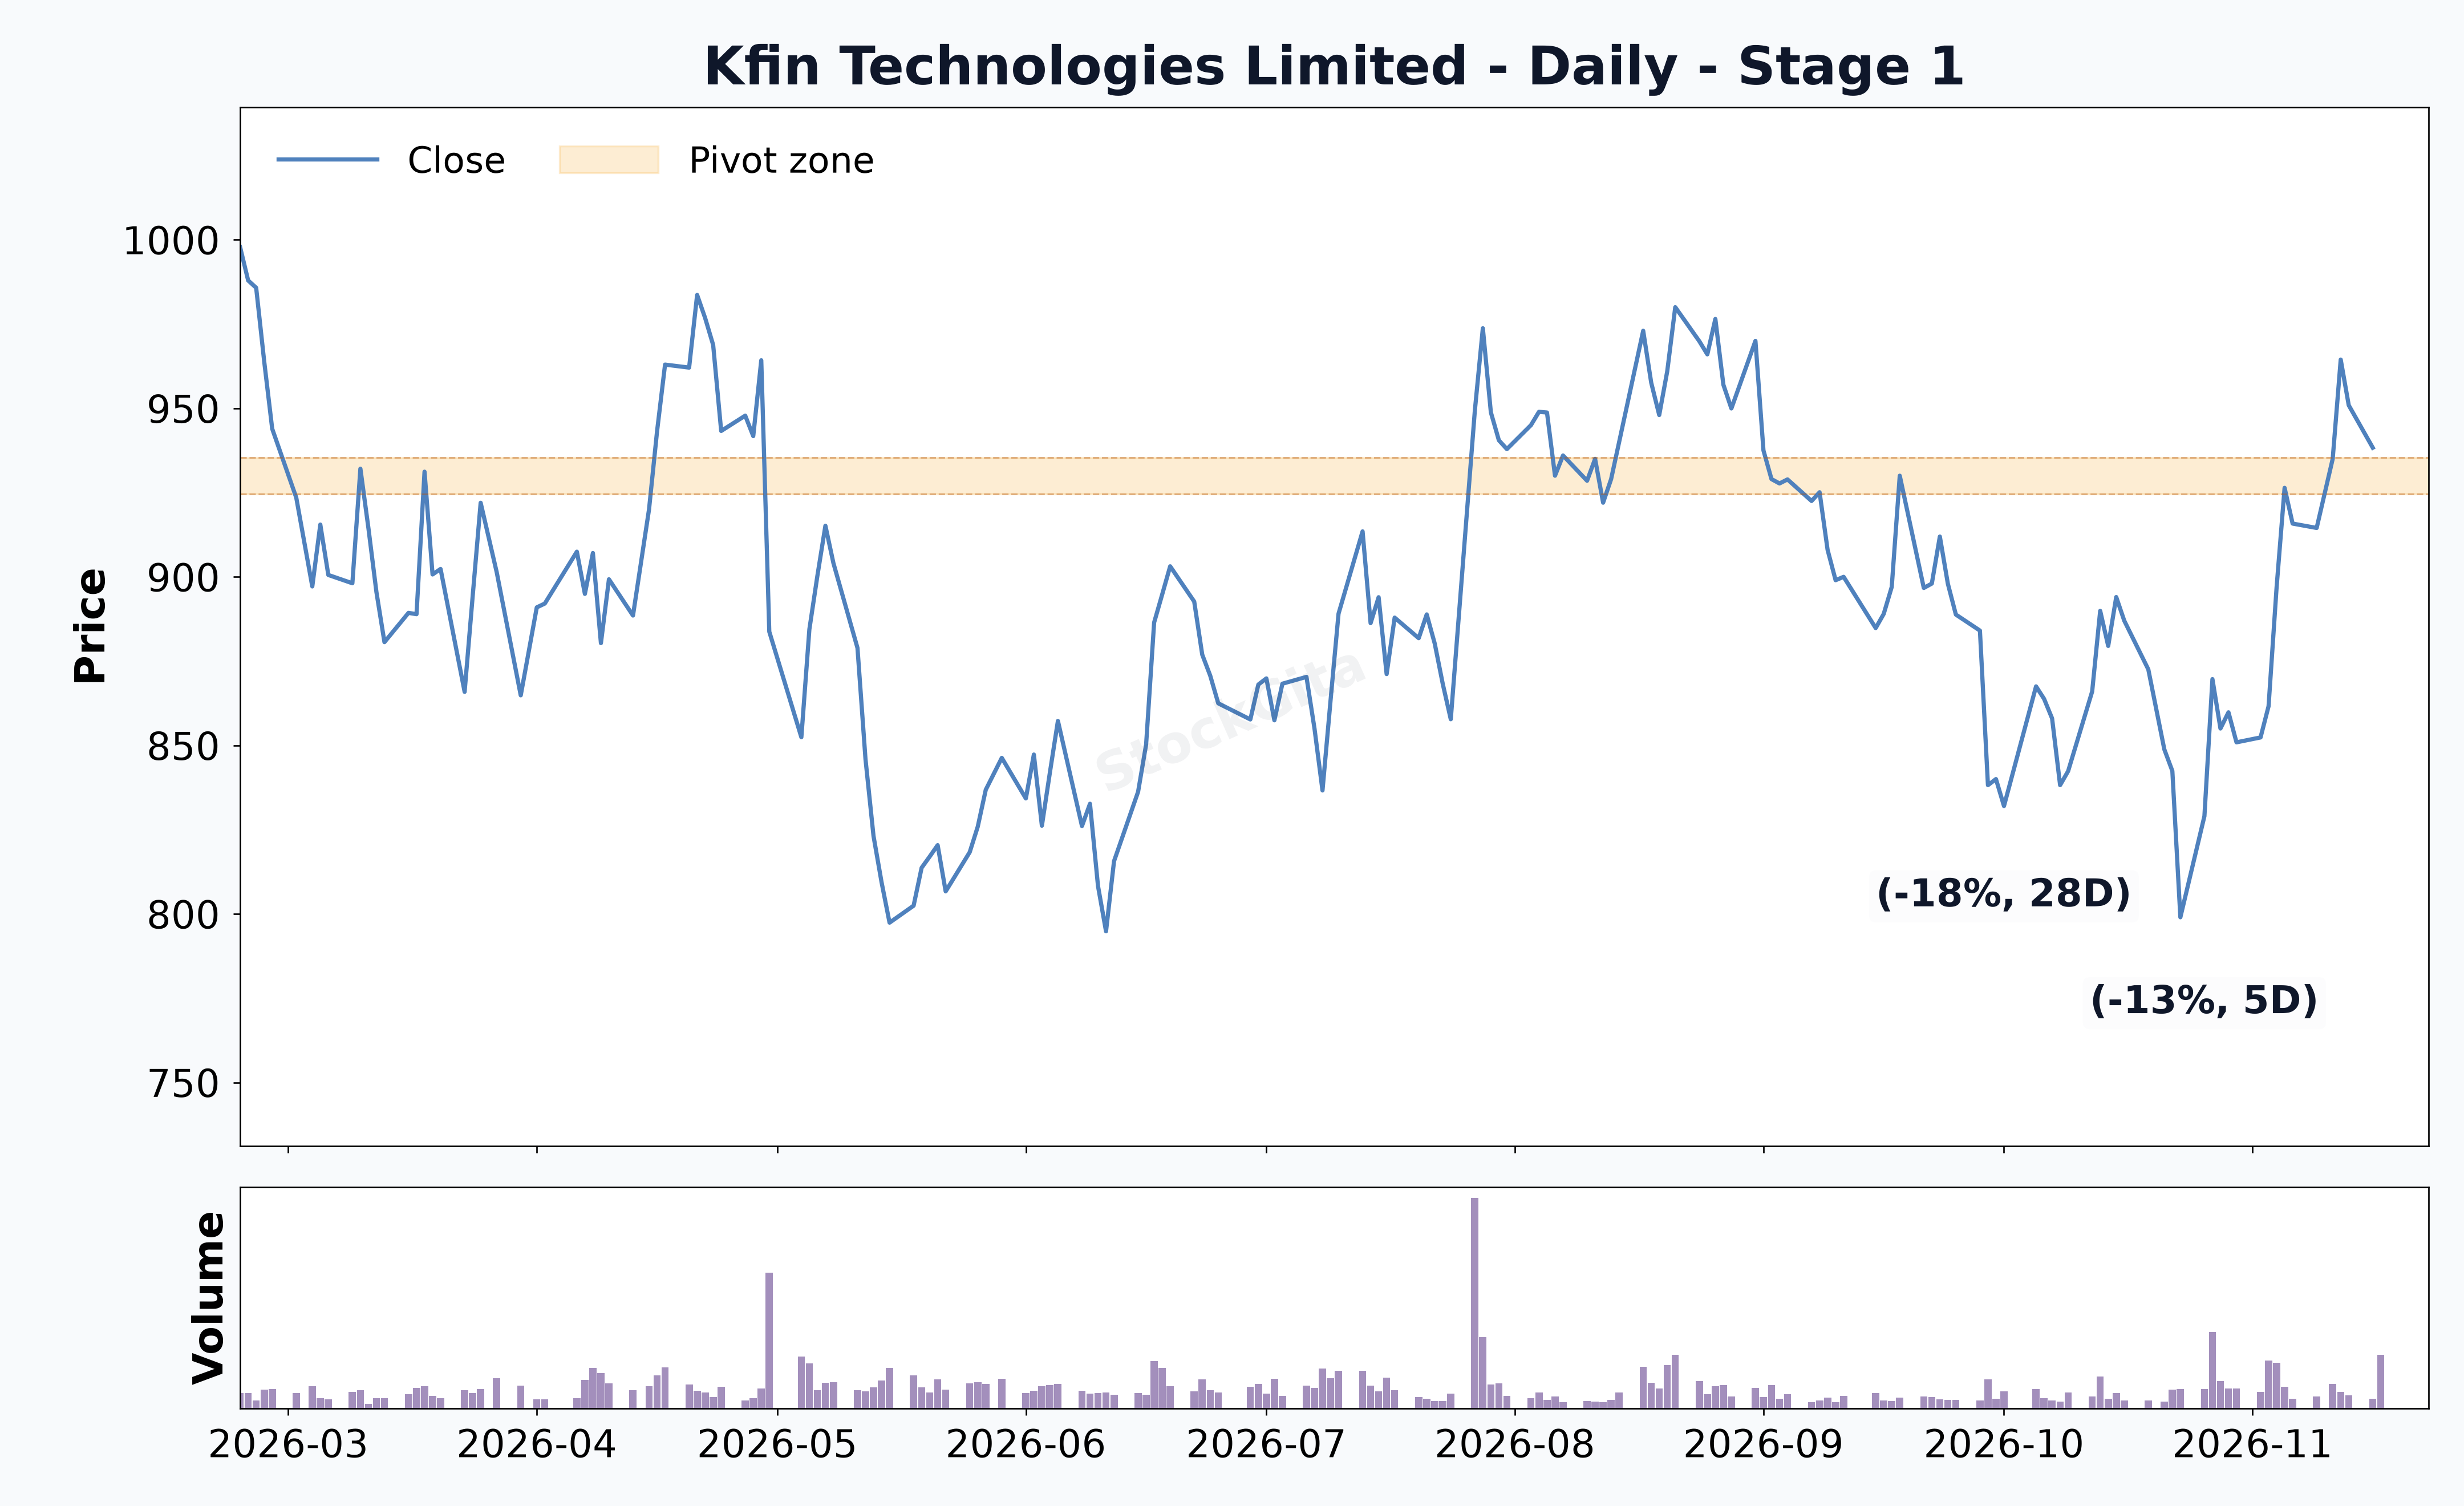 Kfin Technologies Limited - Daily - Stage 1
Close
Pivot zone
Price
1000
950
900
850
800
750
StockGita
(-18%, 28D)
(-13%, 5D)
Volume
2026-03
2026-04
2026-05
2026-06
2026-07
2026-08
2026-09
2026-10
2026-11